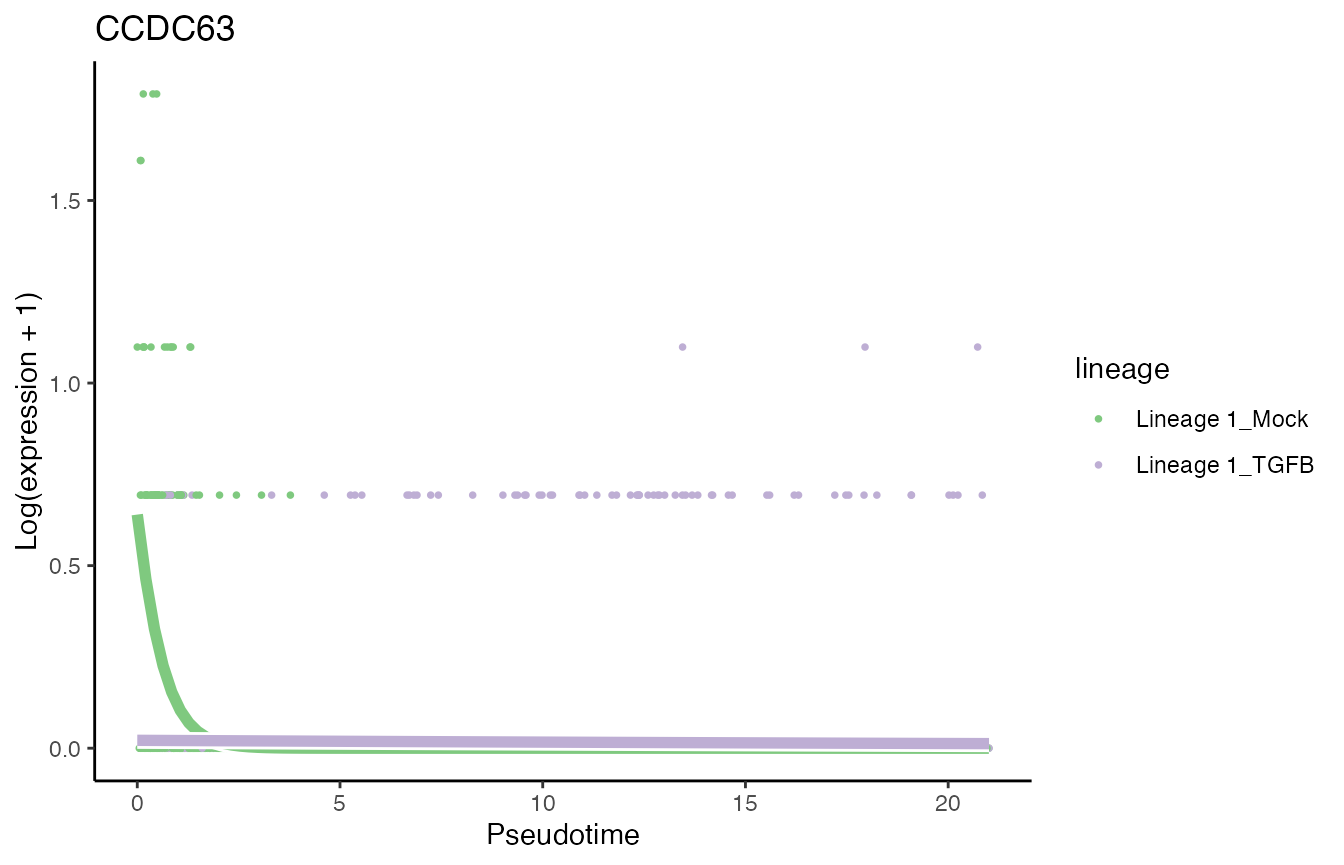 CCDC63
Log(expression + 1)
1.5
1.0
0.5
0.0
0
5
10
15
20
Pseudotime
lineage
Lineage 1_Mock
Lineage 1_TGFB